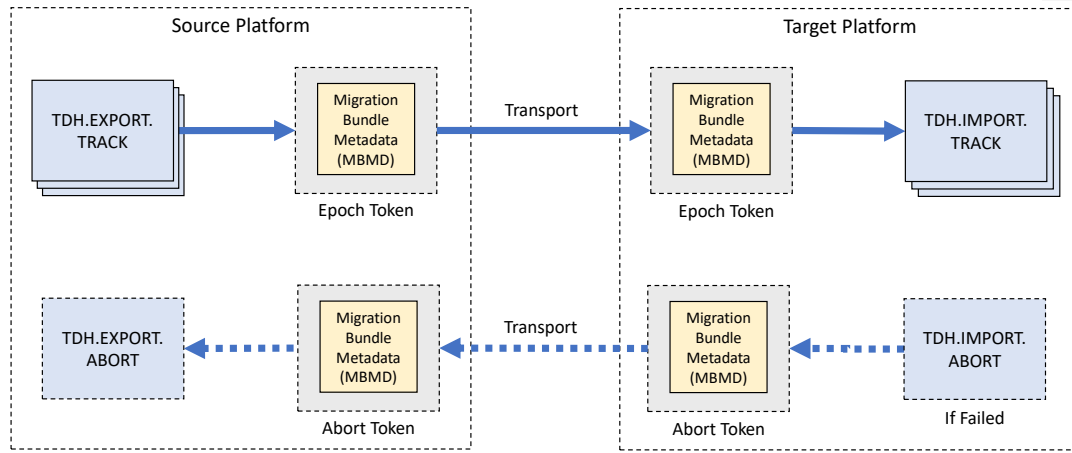 Source Platform
Target Platform
TDH.EXPORT.
TRACK
Migration
Bundle
Metadata
(MBMD)
Epoch Token
Transport
Migration
Bundle
Metadata
(MBMD)
Epoch Token
TDH.IMPORT.
TRACK
TDH.EXPORT.
ABORT
Migration
Bundle
Metadata
(MBMD)
Abort Token
Transport
Migration
Bundle
Metadata
(MBMD)
Abort Token
TDH.IMPORT.
ABORT
If Failed